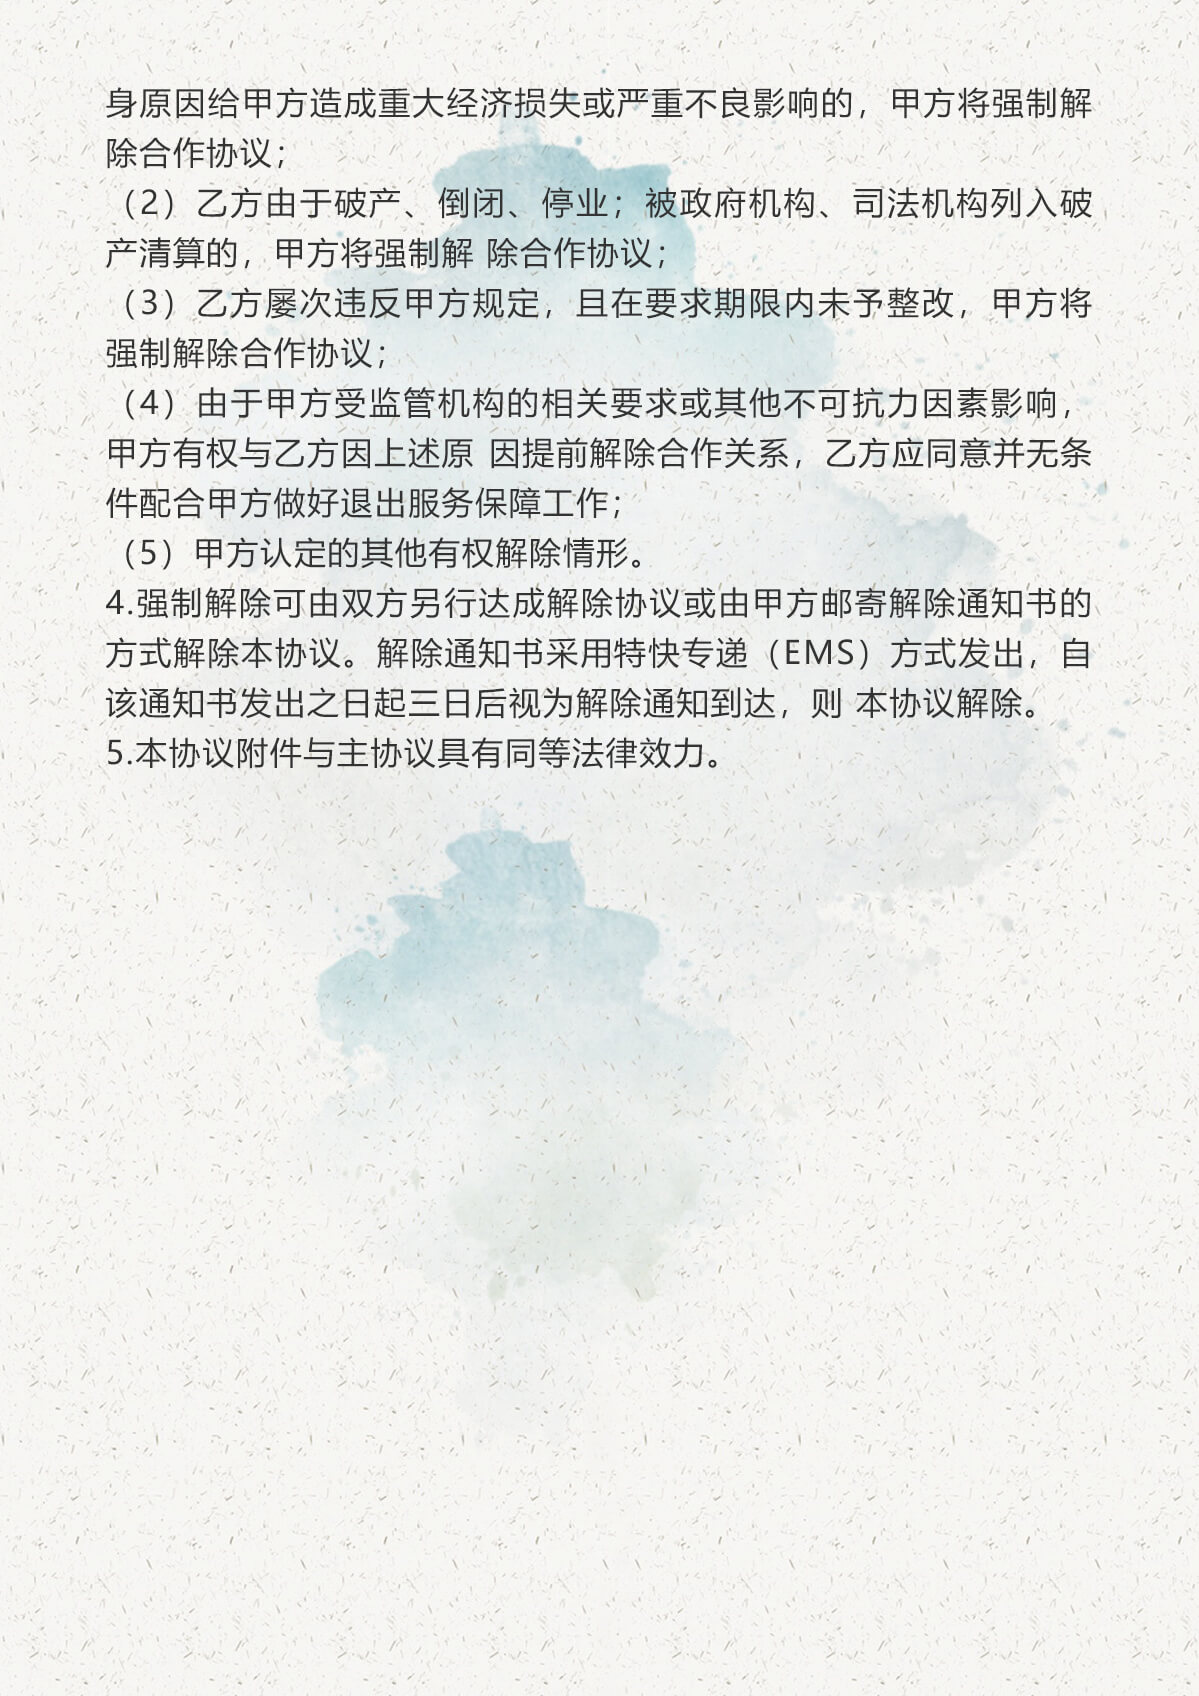 身原因给甲方造成重大经济损失或严重不良影响的，甲方将强制解
除合作协议；
（2）乙方由于破产、倒闭、停业；被政府机构、司法机构列入破
产清算的，甲方将强制解 除合作协议；
（3）乙方屡次违反甲方规定，且在要求期限内未予整改，甲方将
强制解除合作协议；
（4）由于甲方受监管机构的相关要求或其他不可抗力因素影响，
甲方有权与乙方因上述原 因提前解除合作关系，乙方应同意并无条
件配合甲方做好退出服务保障工作；
（5）甲方认定的其他有权解除情形。
4.强制解除可由双方另行达成解除协议或由甲方邮寄解除通知书的
方式解除本协议。解除通知书采用特快专递（EMS）方式发出，自
该通知书发出之日起三日后视为解除通知到达，则 本协议解除。
5.本协议附件与主协议具有同等法律效力。